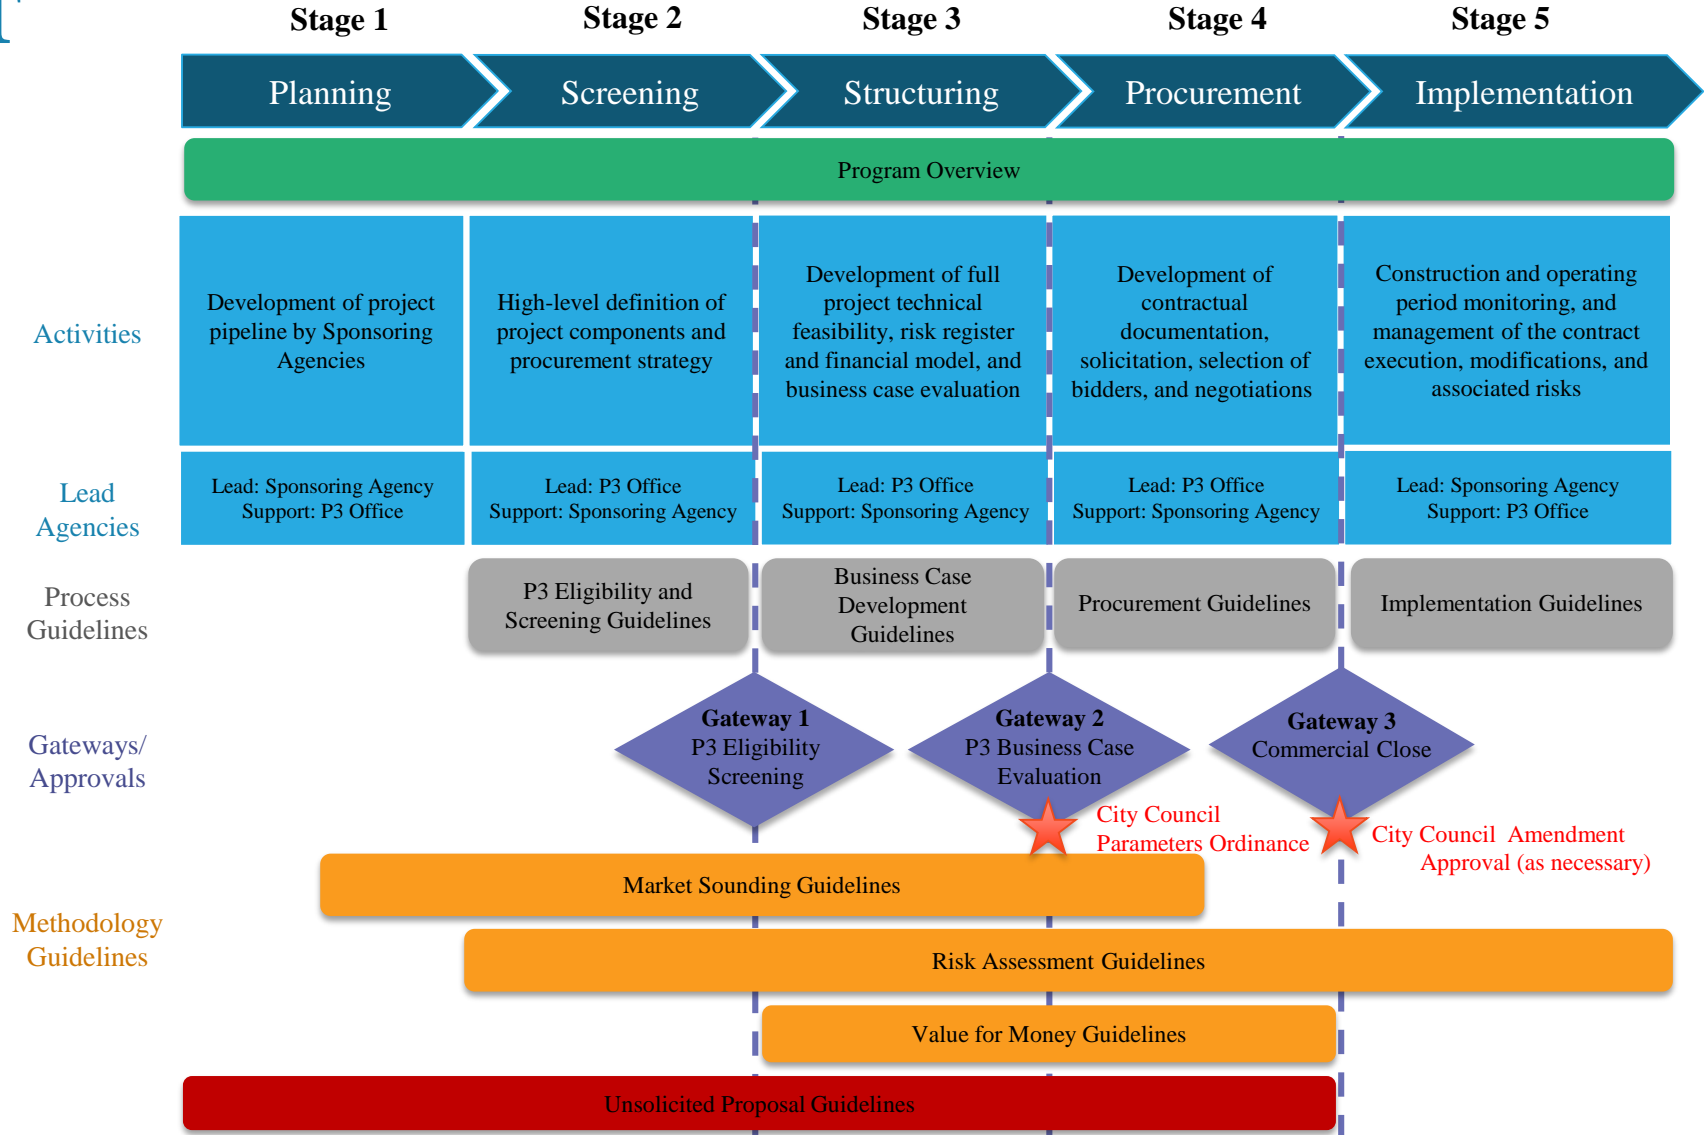 Stage 1
Stage 2
Stage 3
Stage 4
Stage 5
Planning
Screening
Structuring
Procurement
Implementation
Program Overview
Activities
Development of project
pipeline by Sponsoring
Agencies
High-level definition of
project components and
procurement strategy
Development of full
project technical
feasibility, risk register
and financial model, and
business case evaluation
Development of
contractual
documentation,
solicitation, selection of
bidders, and negotiations
Construction and operating
period monitoring, and
management of the contract
execution, modifications, and
associated risks
Lead
Agencies
Lead: Sponsoring Agency
Support: P3 Office
Lead: P3 Office
Support: Sponsoring Agency
Lead: P3 Office
Support: Sponsoring Agency
Lead: P3 Office
Support: Sponsoring Agency
Lead: Sponsoring Agency
Support: P3 Office
Process
Guidelines
P3 Eligibility and
Screening Guidelines
Business Case
Development
Guidelines
Procurement Guidelines
Implementation Guidelines
Gateways/
Approvals
Gateway 1
P3 Eligibility
Screening
Gateway 2
P3 Business Case
Evaluation
Gateway 3
Commercial Close
City Council
Parameters Ordinance
City Council Amendment
Approval (as necessary)
Methodology
Guidelines
Market Sounding Guidelines
Risk Assessment Guidelines
Value for Money Guidelines
Unsolicited Proposal Guidelines